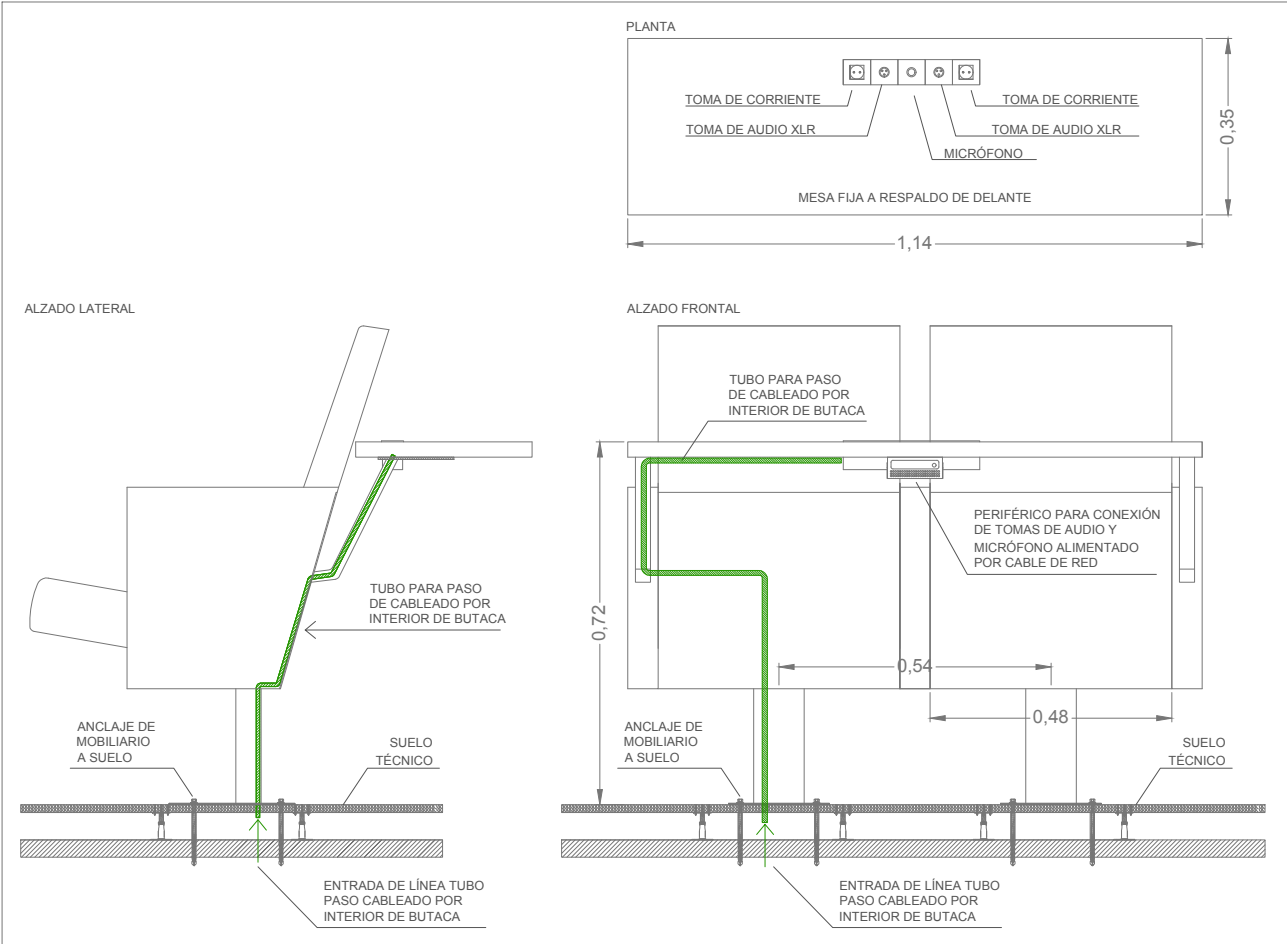 PLANTA
TOMA DE CORRIENTE
TOMA DE CORRIENTE
TOMA DE AUDIO XLR
TOMA DE AUDIO XLR
MICRÓFONO
MESA FIJA A RESPALDO DE DELANTE
0,35
1,14
ALZADO LATERAL
TUBO PARA PASO
DE CABLEADO POR
INTERIOR DE BUTACA
ANCLAJE DE
MOBILIARIO
A SUELO
SUELO
TÉCNICO
ENTRADA DE LÍNEA TUBO
PASO CABLEADO POR
INTERIOR DE BUTACA
ALZADO FRONTAL
TUBO PARA PASO
DE CABLEADO POR
INTERIOR DE BUTACA
PERIFÉRICO PARA CONEXIÓN
DE TOMAS DE AUDIO Y
MICRÓFONO ALIMENTADO
POR CABLE DE RED
0,72
0,54
0,48
ANCLAJE DE
MOBILIARIO
A SUELO
SUELO
TÉCNICO
ENTRADA DE LÍNEA TUBO
PASO CABLEADO POR
INTERIOR DE BUTACA